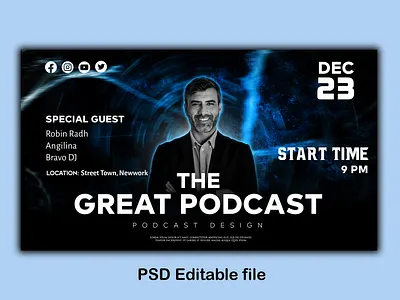 DEC
23
SPECIAL GUEST
Robin Radh
Angilina
Bravo DJ
LOCATION: Street Town, Newwork
START TIME
9 PM
THE
GREAT PODCAST
PODCAST DESIGN
PSD Editable file